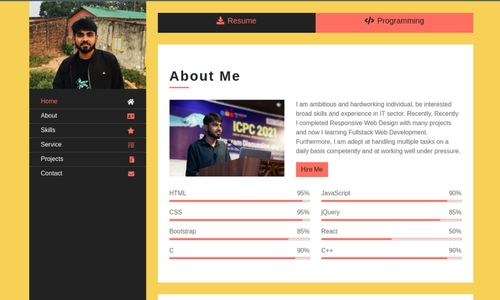 Resume
Programming
Home
About
Skills
Service
Projects
Contact
About Me
ICPC 2021
I am ambitious and hardworking individual, be interested
broad skills and experience in IT sector. Recently, Recently
I completed Responsive Web Design with many projects
and now I learning Fullstack Web Development.
Furthermore, I am adept at handling multiple tasks on a
daily basis competently and at working well under pressure.
Hire Me
HTML 95%
JavaScript 90%
CSS 95%
jQuery 85%
Bootstrap 85%
React 50%
C 90%
C++ 90%